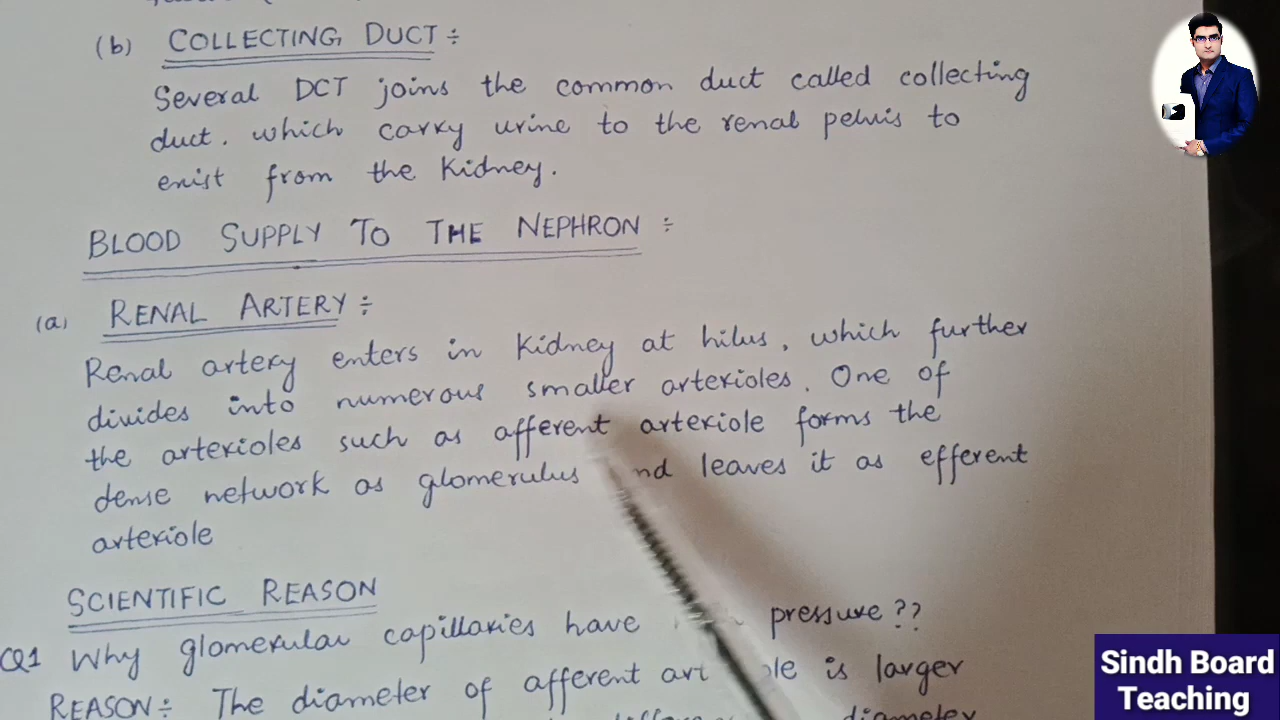 (b) COLLECTING DUCT ÷
Several DCT joins the common duct called collecting
duct. which carry urine to the renal pelvis to
enist from the kidney.
BLOOD SUPPLY TO THE NEPHRON ÷
(a) RENAL ARTERY ÷
Renal artery enters in kidney at hilus, which further
divides into numerous smaller arterioles. One of
the arterioles such as afferent arteriole forms the
dense network as glomerulus and leaves it as efferent
arteriole
SCIENTIFIC REASON
Q1 Why glomerular capillaries have pressure??
REASON ÷ The diameter of afferent is larger
diameter
Sindh Board
Teaching